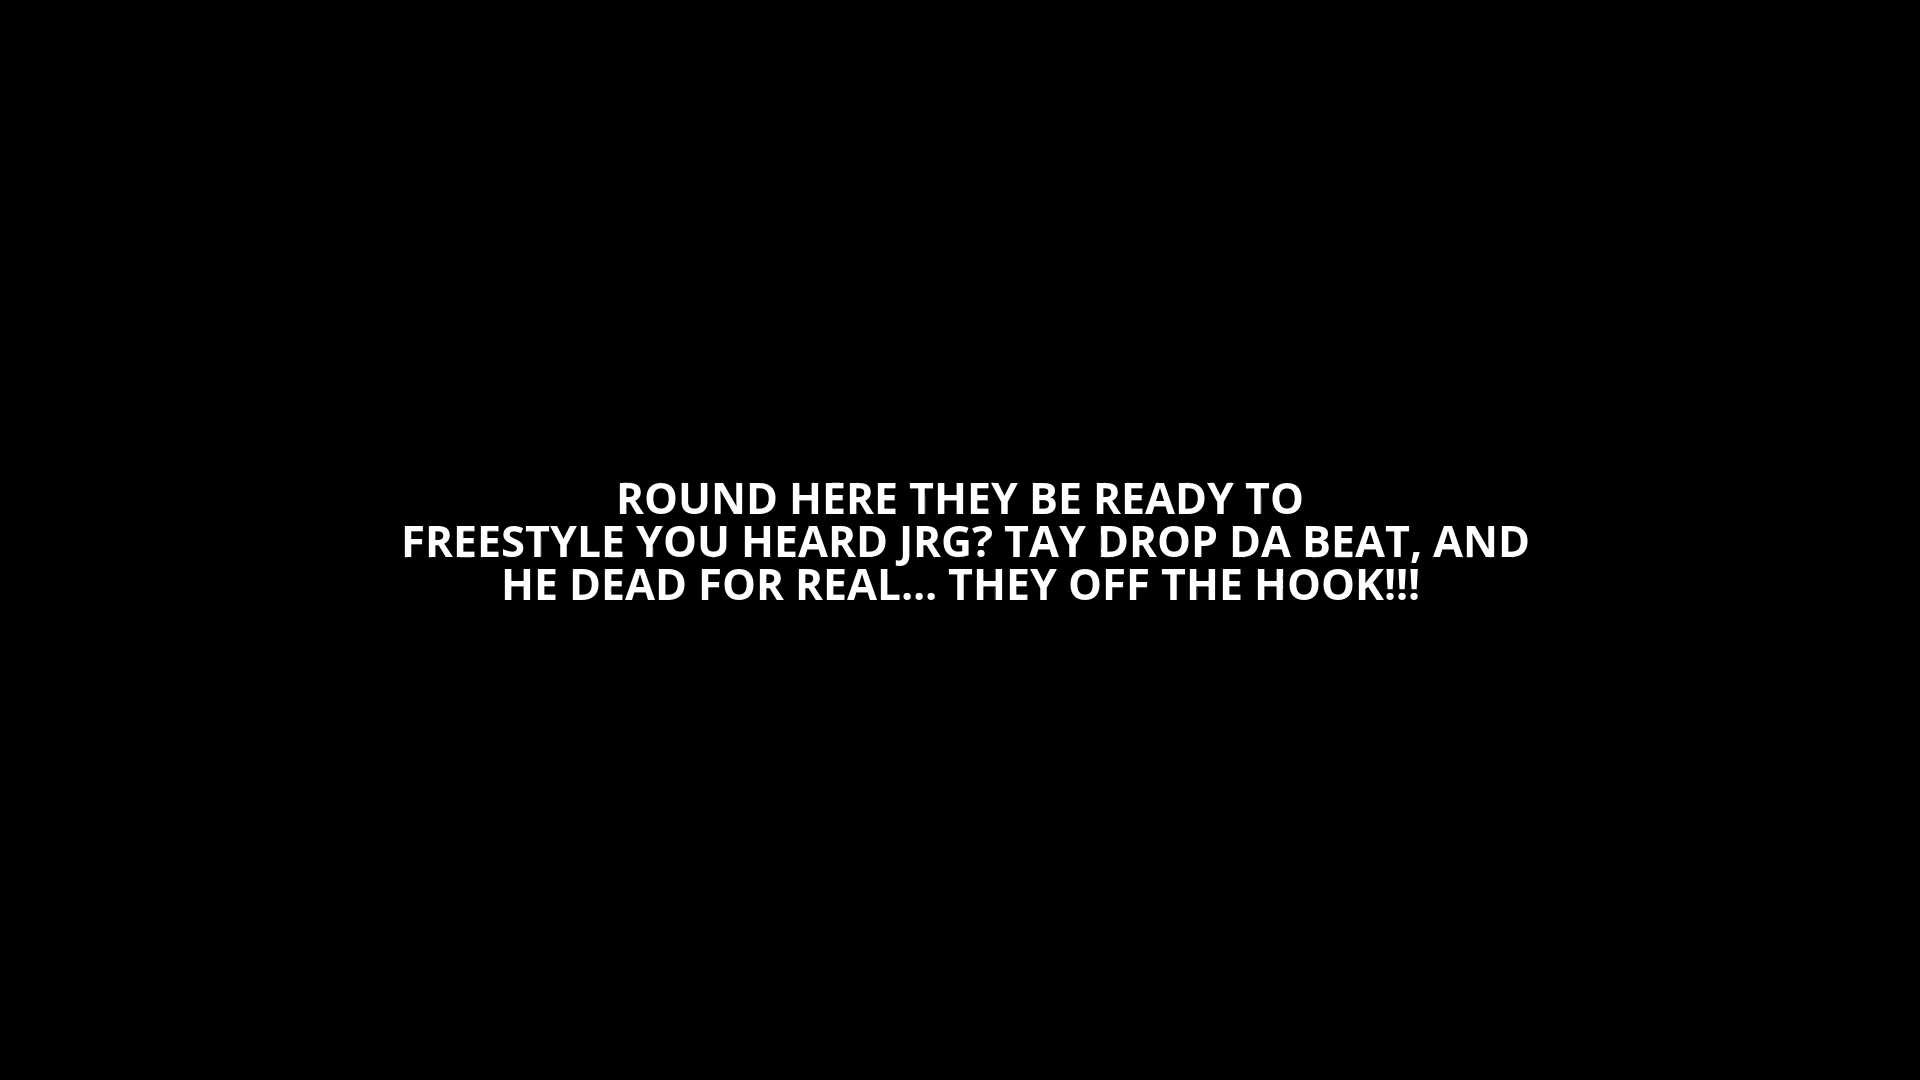 ROUND HERE THEY BE READY TO
FREESTYLE YOU HEARD JRG? TAY DROP DA BEAT, AND
HE DEAD FOR REAL... THEY OFF THE HOOK!!!